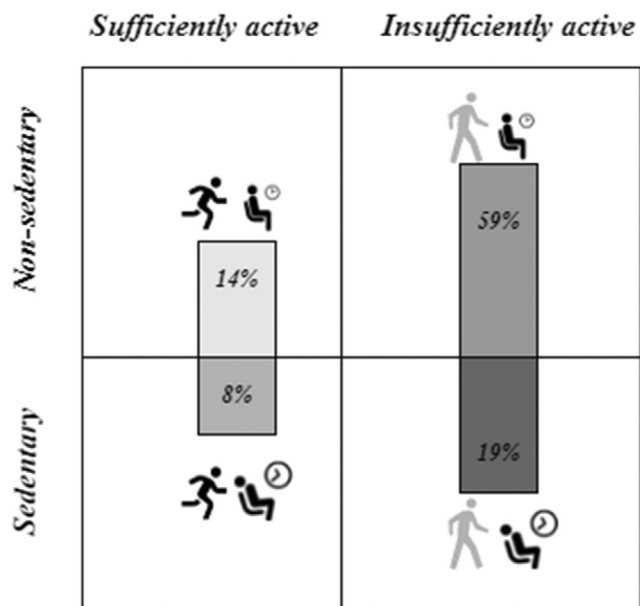 Sufficiently active
Insufficiently active
Non-sedentary
14%
59%
Sedentary
8%
19%